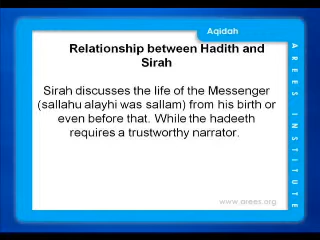 Aqidah
Relationship between Hadith and
Sirah
Sirah discusses the life of the Messenger
(sallahu alayhi was sallam) from his birth or
even before that. While the hadeeth
requires a trustworthy narrator.
AREES INSTITUTE
www.arees.org